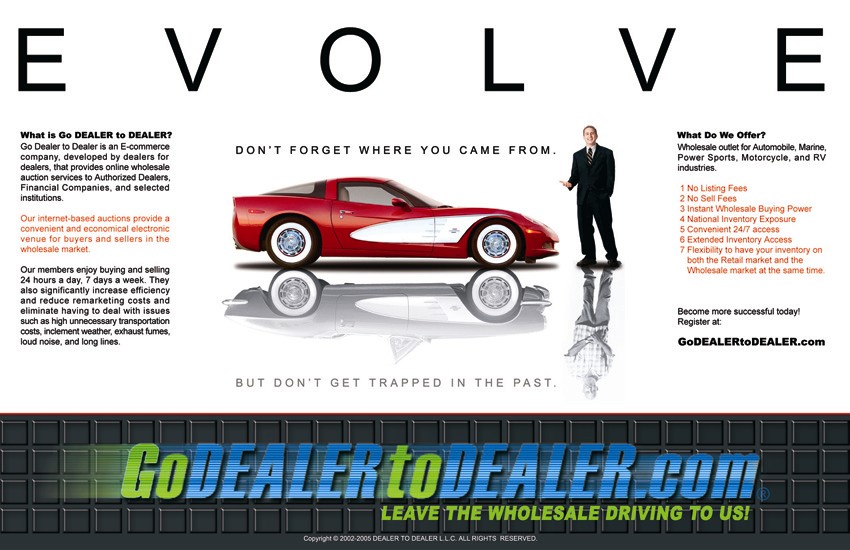 EVOLVE
What is Go DEALER to DEALER?
Go Dealer to Dealer is an E-commerce
company, developed by dealers for
dealers, that provides online wholesale
auction services to Authorized Dealers,
Financial Companies, and selected
institutions.
Our internet-based auctions provide a
convenient and economical electronic
venue for buyers and sellers in the
wholesale market.
Our members enjoy buying and selling
24 hours a day, 7 days a week. They
also significantly increase efficiency
and reduce remarketing costs and
eliminate having to deal with issues
such as high unnecessary transportation
costs, inclement weather, exhaust fumes,
loud noise, and long lines.
DON'T FORGET WHERE YOU CAME FROM.
BUT DON'T GET TRAPPED IN THE PAST.
What Do We Offer?
Wholesale outlet for Automobile, Marine,
Power Sports, Motorcycle, and RV
industries.
1 No Listing Fees
2 No Sell Fees
3 Instant Wholesale Buying Power
4 National Inventory Exposure
5 Convenient 24/7 access
6 Extended Inventory Access
7 Flexibility to have your inventory on
both the Retail market and the
Wholesale market at the same time.
Become more successful today!
Register at:
GoDEALERtoDEALER.com
GoDEALERtoDEALER.com®
LEAVE THE WHOLESALE DRIVING TO US!
Copyright © 2002-2005 DEALER TO DEALER L.L.C. ALL RIGHTS RESERVED.